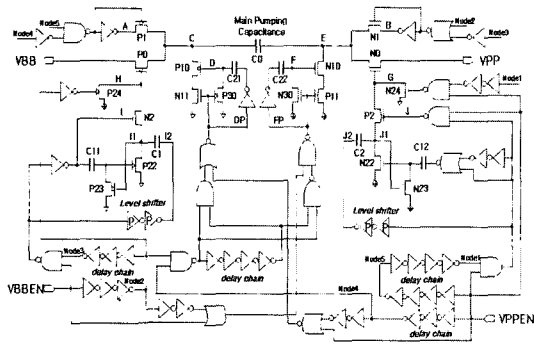 Main Pumping
Capacitance
Node5
Node4
A
P1
C
C0
E
N1
B
Node2
Node3
VBB
P0
P10
D
C21
C22
F
N10
N0
VPP
H
P24
N11
P30
N30
P11
G
N24
Node1
I
N2
DP
FP
P2
J
I1
I2
C11
C1
P22
P23
J2
J1
C2
N22
C12
N23
Level shifter
P
P
Level shifter
P
P
Node3
delay chain
delay chain
Node5
Node1
delay chain
VBBEN
Node2
Node4
delay chain
VPPEN